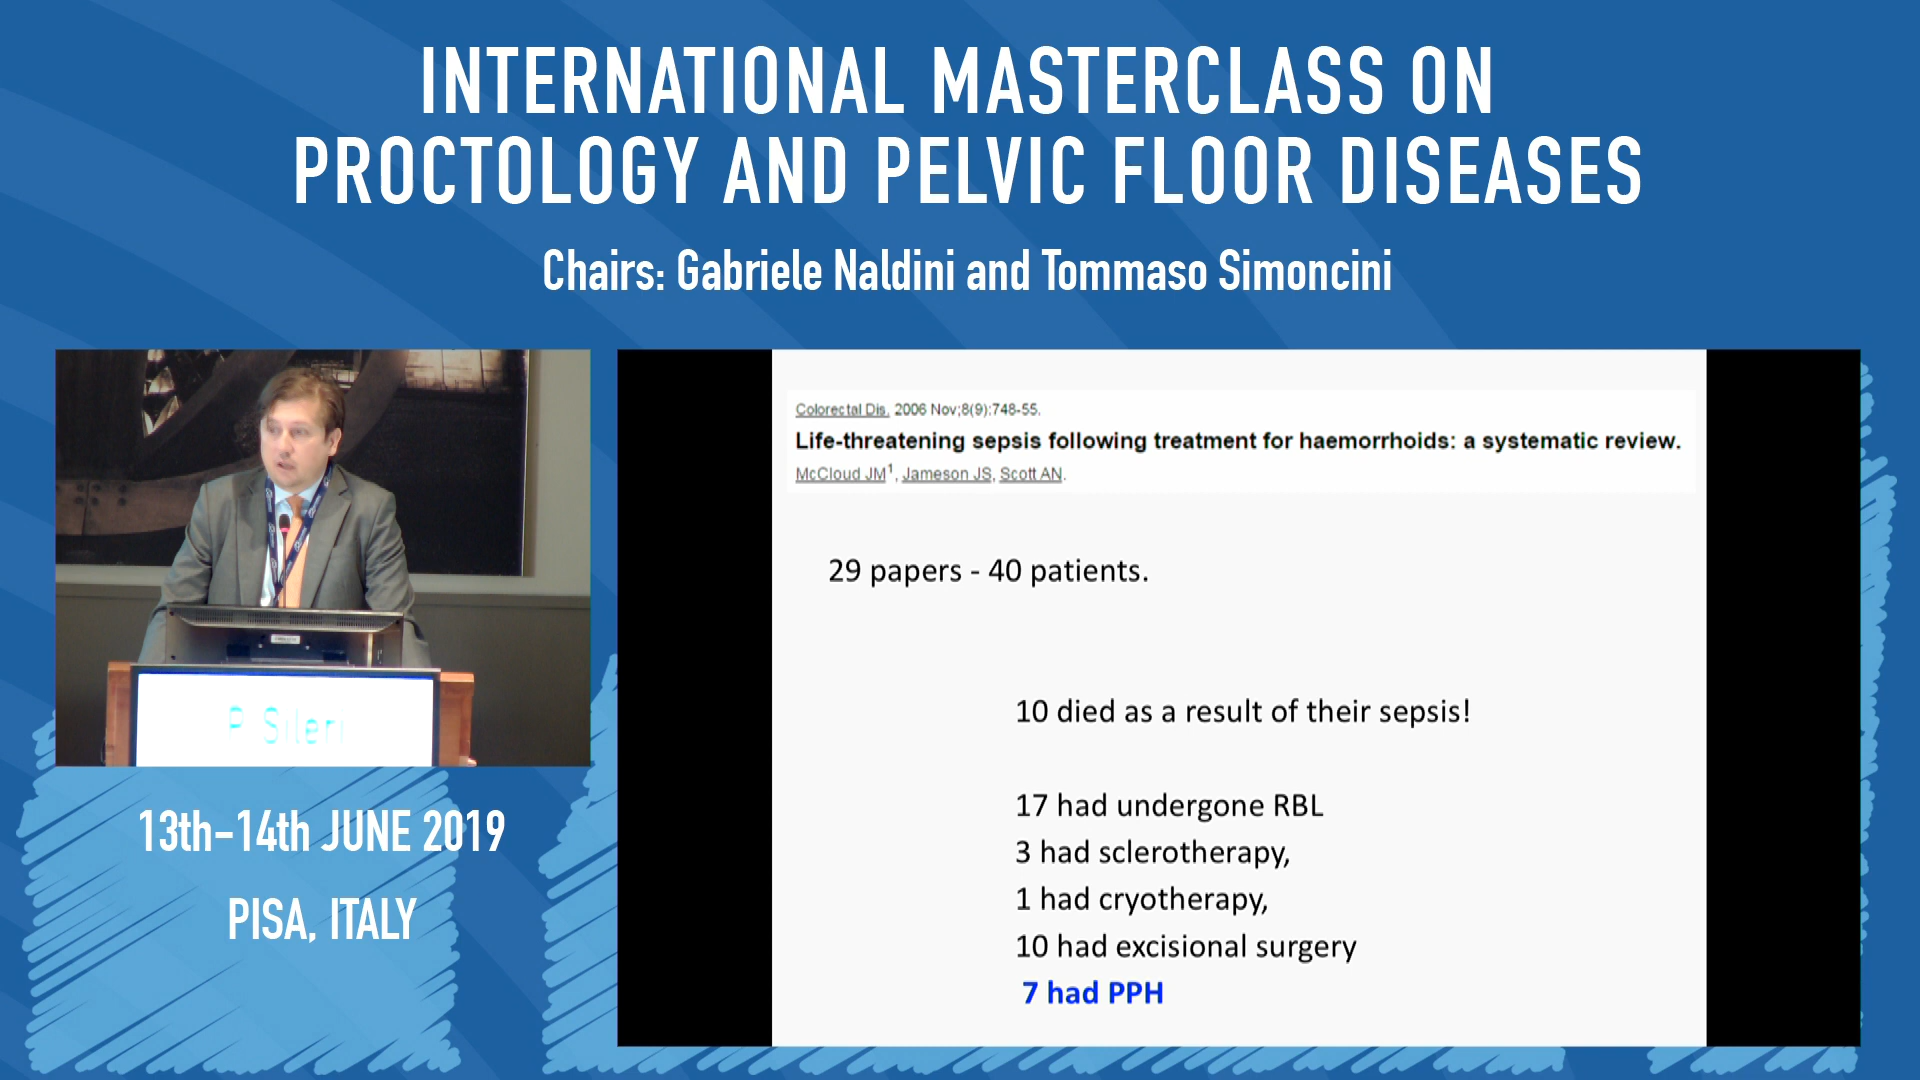 INTERNATIONAL MASTERCLASS ON
PROCTOLOGY AND PELVIC FLOOR DISEASES
Chairs: Gabriele Naldini and Tommaso Simoncini
P Sileri
13th-14th JUNE 2019
PISA, ITALY
Colorectal Dis. 2006 Nov;8(9):748-55.
Life-threatening sepsis following treatment for haemorrhoids: a systematic review.
McCloud JM1, Jameson JS, Scott AN.
29 papers - 40 patients.
10 died as a result of their sepsis!
17 had undergone RBL
3 had sclerotherapy,
1 had cryotherapy,
10 had excisional surgery
7 had PPH